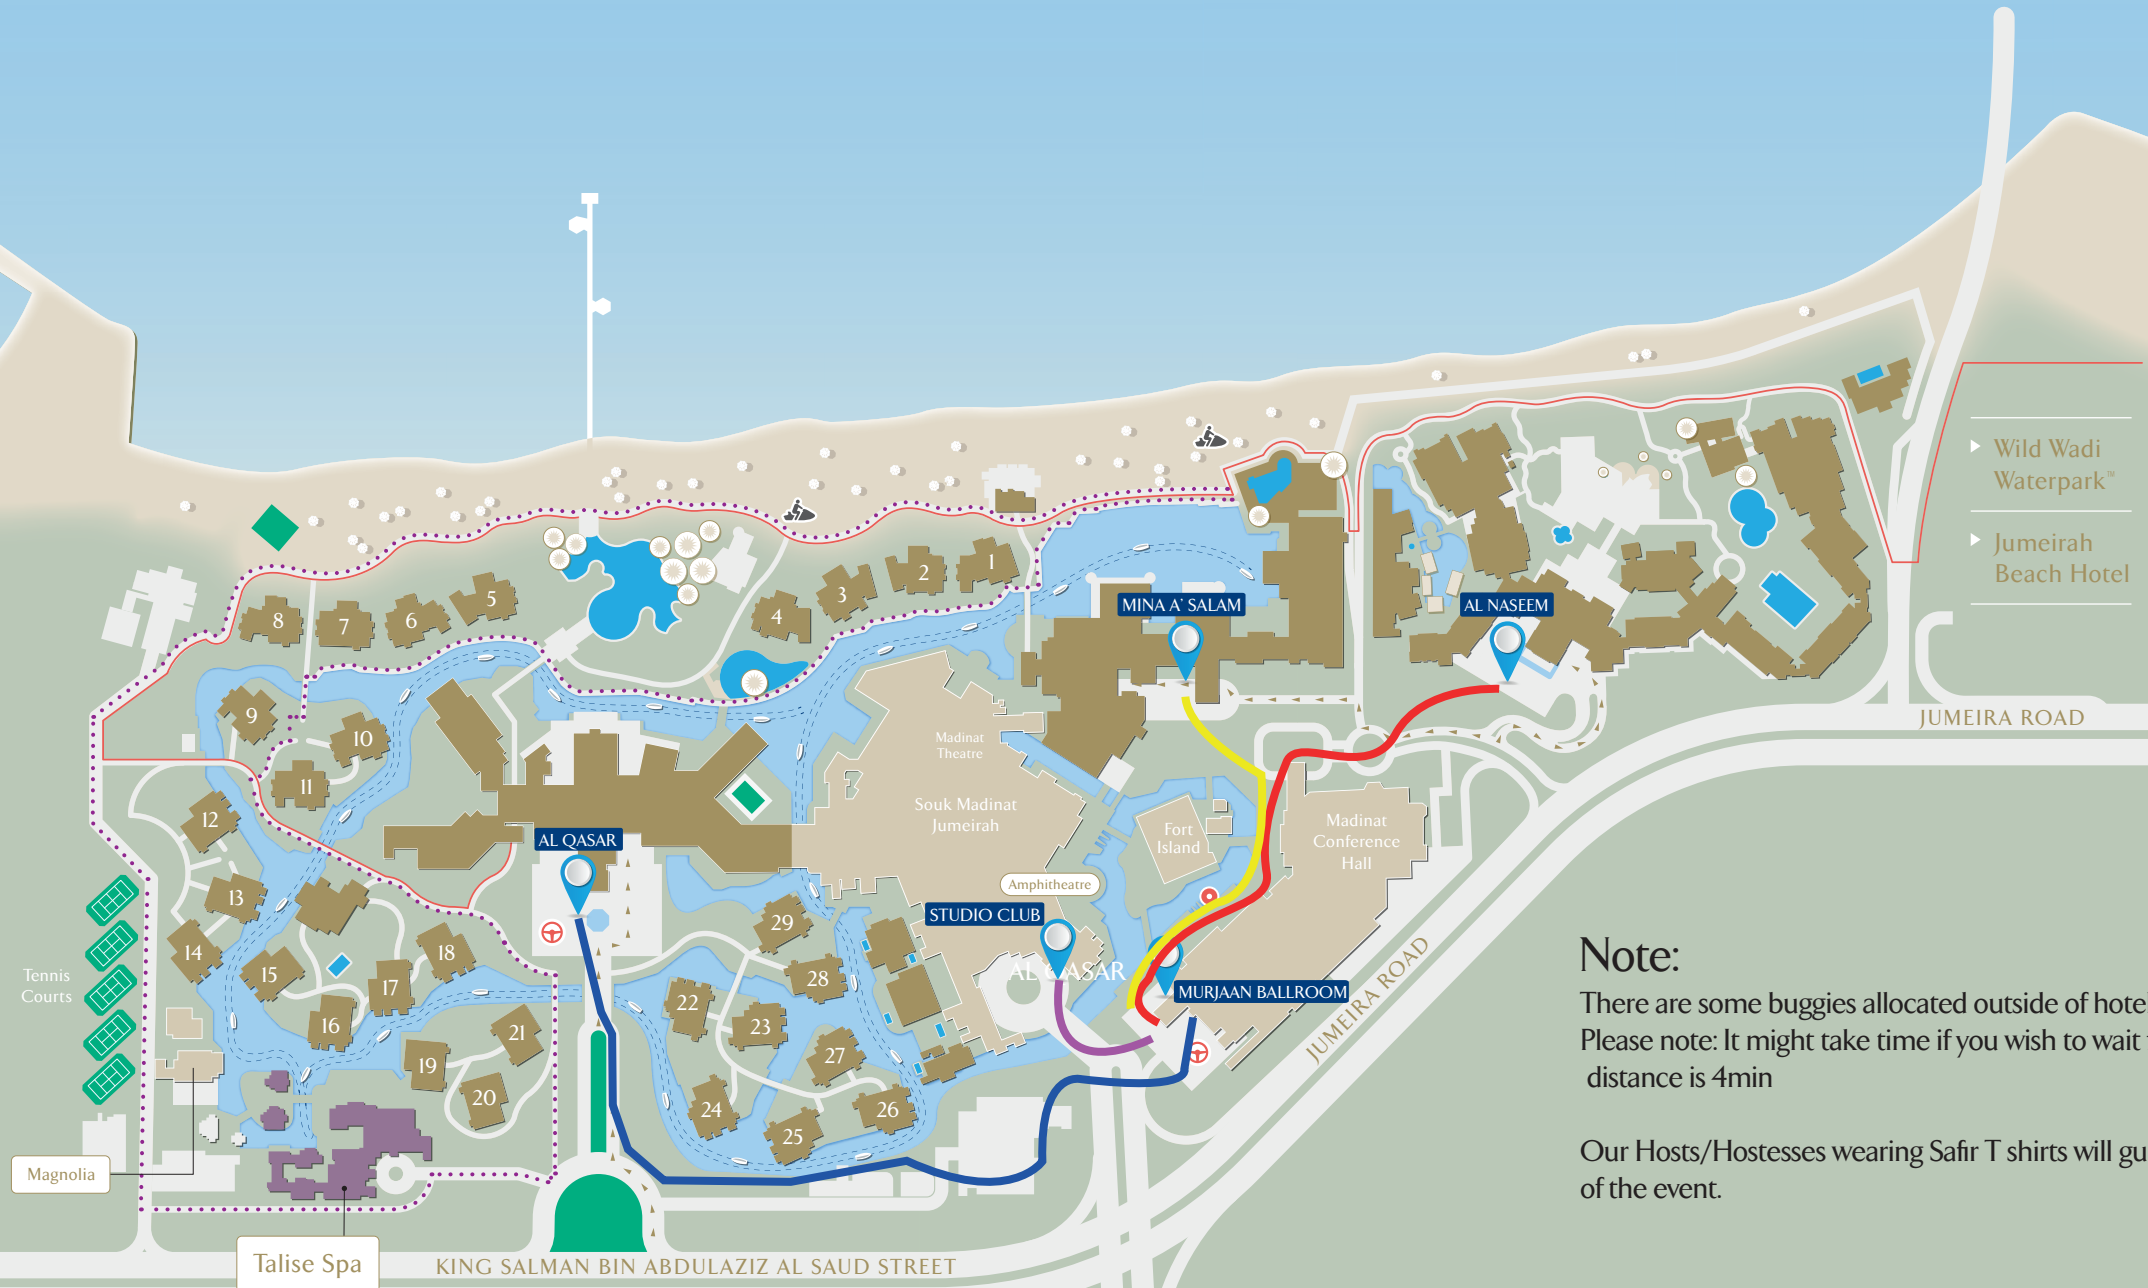 Wild Wadi
Waterpark™
Jumeirah
Beach Hotel
MINA A' SALAM
AL NASEEM
JUMEIRA ROAD
1
2
3
4
5
6
7
8
9
10
11
12
13
14
15
16
17
18
19
20
21
22
23
24
25
26
27
28
29
Madinat
Theatre
Souk Madinat
Jumeirah
Fort
Island
Madinat
Conference
Hall
AL QASAR
Amphitheatre
STUDIO CLUB
AL QASAR
MURJAAN BALLROOM
JUMEIRA ROAD
Tennis
Courts
Magnolia
Talise Spa
KING SALMAN BIN ABDULAZIZ AL SAUD STREET
Note:
There are some buggies allocated outside of hotel
Please note: It might take time if you wish to wait
distance is 4min
Our Hosts/Hostesses wearing Safir T shirts will gu
of the event.